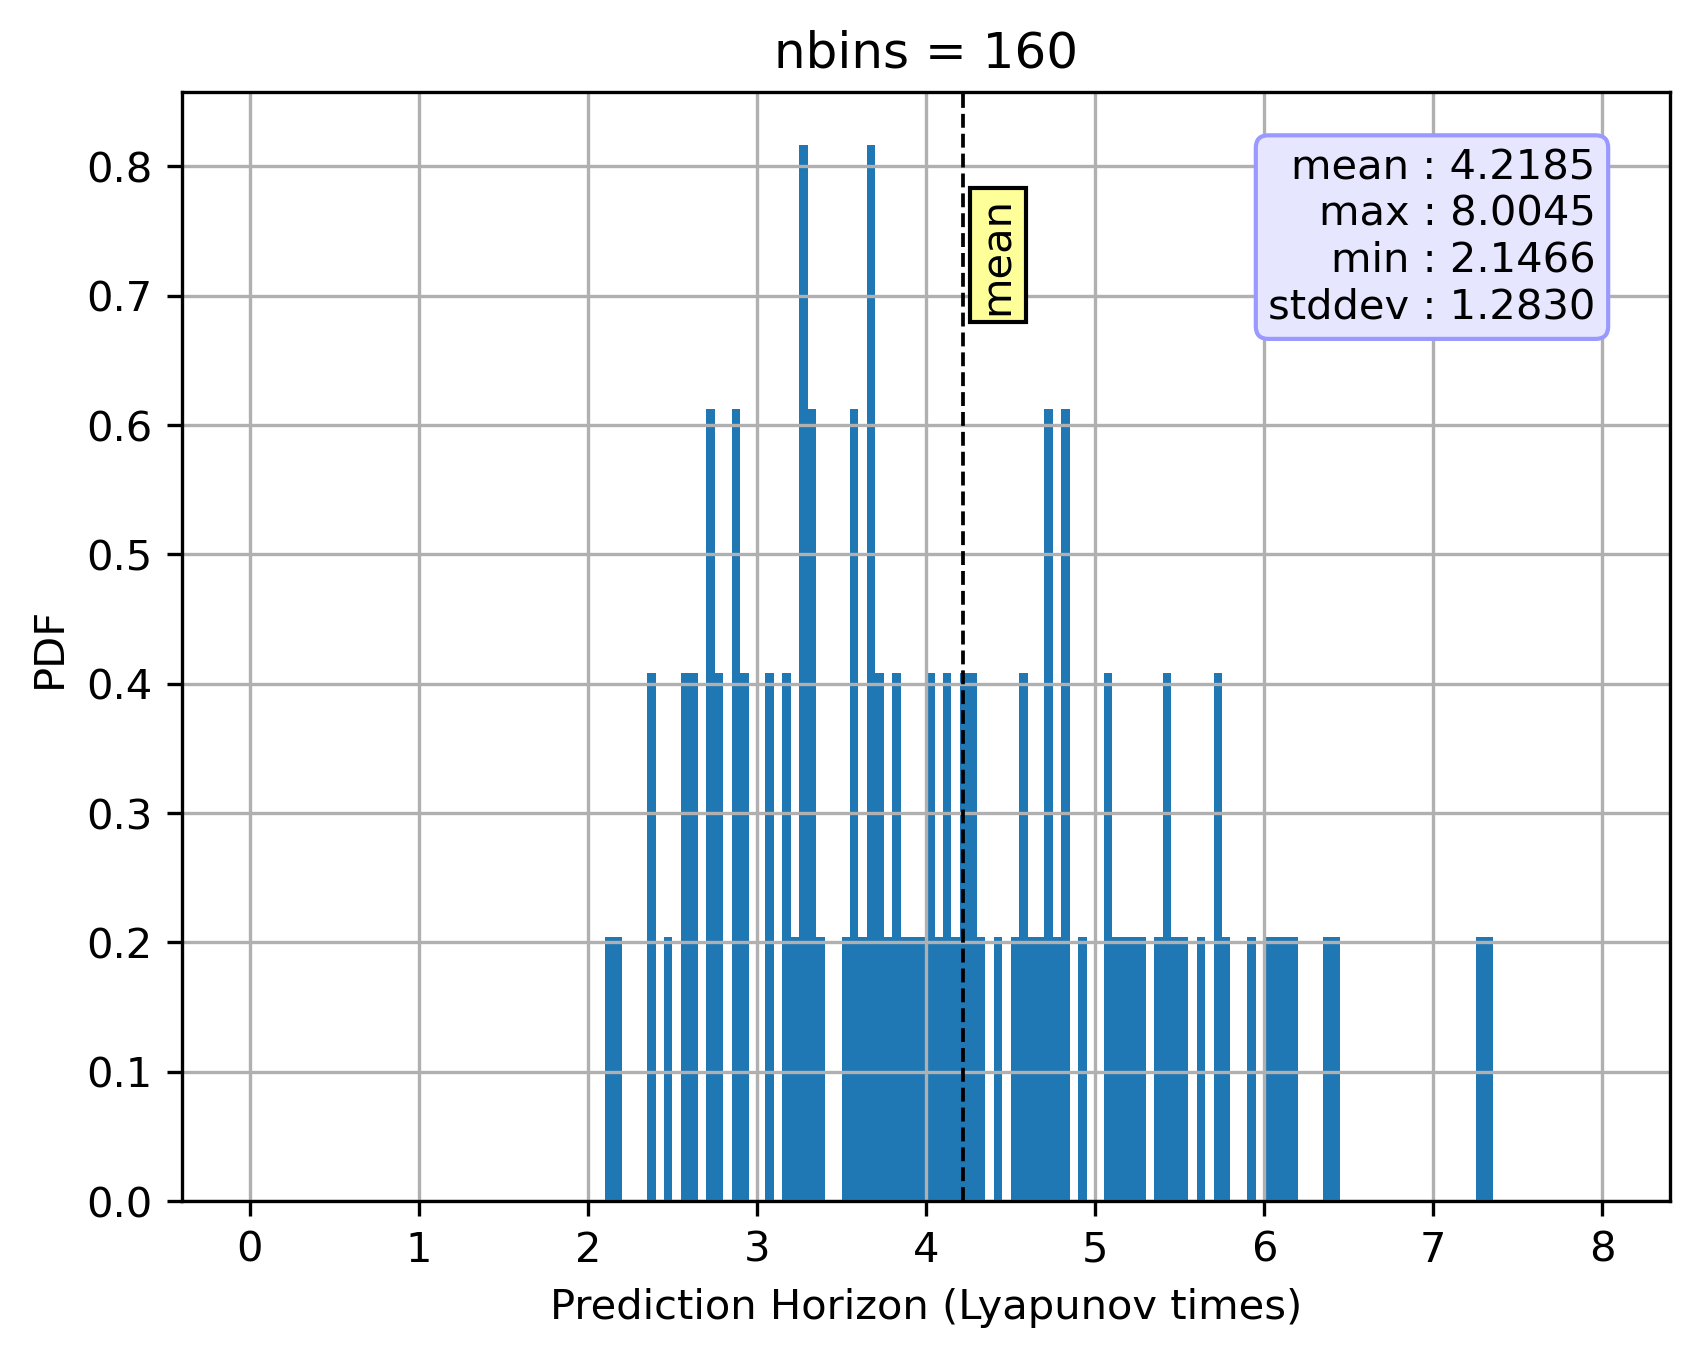 nbins = 160
mean : 4.2185
max : 8.0045
min : 2.1466
stddev : 1.2830
mean
PDF
0.8
0.7
0.6
0.5
0.4
0.3
0.2
0.1
0.0
0 1 2 3 4 5 6 7 8
Prediction Horizon (Lyapunov times)